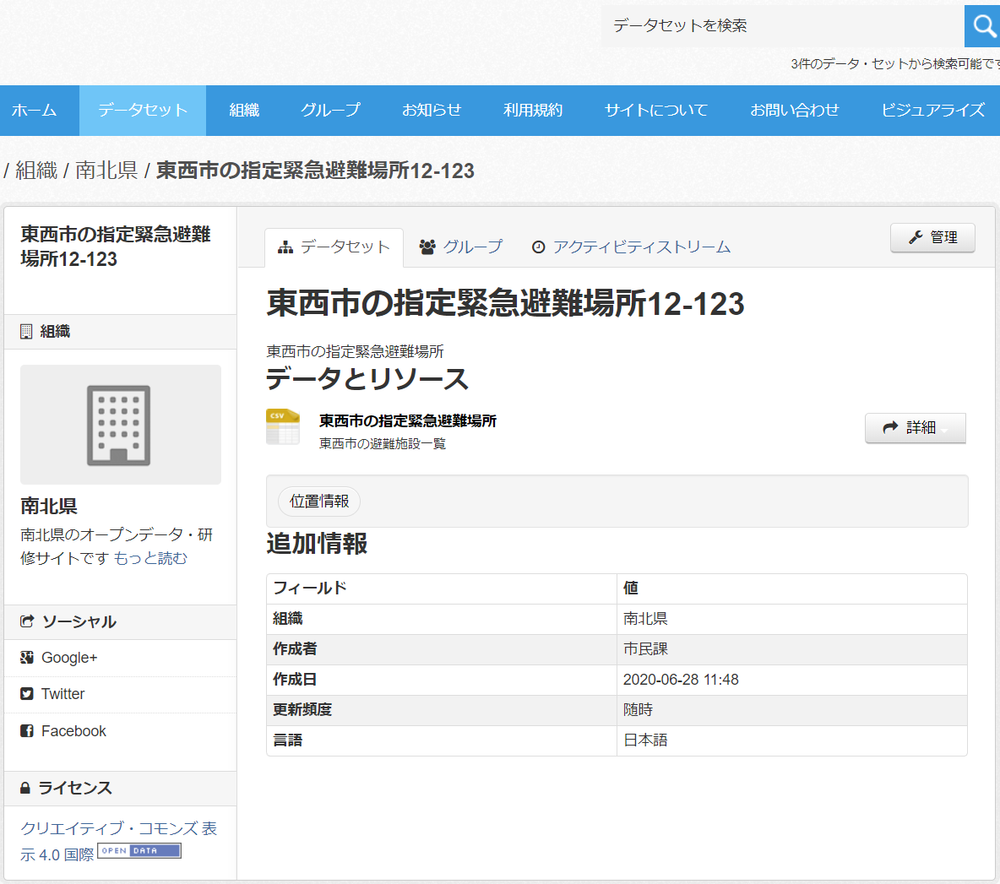 データセットを検索
3件のデータ・セットから検索可能です
ホーム データセット 組織 グループ お知らせ 利用規約 サイトについて お問い合わせ ビジュアライズ
/ 組織 / 南北県 / 東西市の指定緊急避難場所12-123
東西市の指定緊急避難
場所12-123
組織
南北県
南北県のオープンデータ・研
修サイトです もっと読む
ソーシャル
Google+
Twitter
Facebook
ライセンス
クリエイティブ・コモンズ 表
示 4.0 国際 OPEN DATA
データセット グループ アクティビティストリーム
管理
東西市の指定緊急避難場所12-123
東西市の指定緊急避難場所
データとリソース
CSV
東西市の指定緊急避難場所
東西市の避難施設一覧
詳細
位置情報
追加情報
フィールド 値
組織 南北県
作成者 市民課
作成日 2020-06-28 11:48
更新頻度 随時
言語 日本語